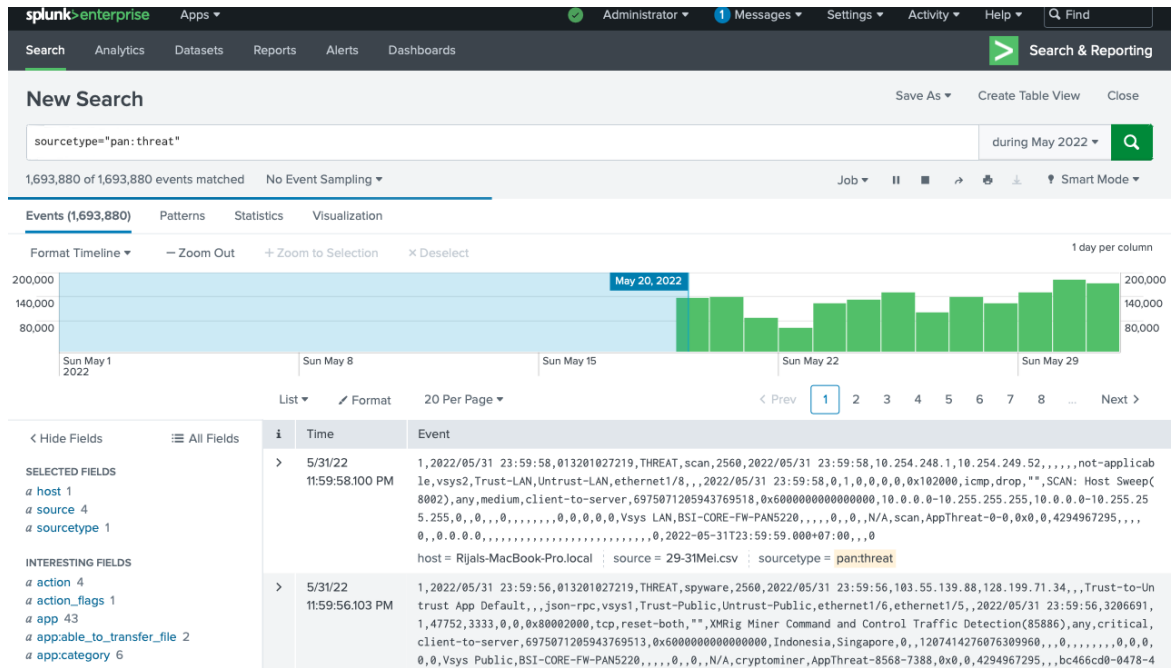 splunk>enterprise Apps Administrator 1 Messages Settings Activity Help Find
Search Analytics Datasets Reports Alerts Dashboards Search & Reporting
New Search Save As Create Table View Close
sourcetype="pan:threat" during May 2022
1,693,880 of 1,693,880 events matched No Event Sampling Job Smart Mode
Events (1,693,880) Patterns Statistics Visualization
Format Timeline — Zoom Out + Zoom to Selection × Deselect 1 day per column
200,000 May 20, 2022 200,000
140,000 140,000
80,000 80,000
Sun May 1 Sun May 8 Sun May 15 Sun May 22 Sun May 29
2022
List Format 20 Per Page < Prev 1 2 3 4 5 6 7 8 ... Next >
< Hide Fields All Fields i Time Event
SELECTED FIELDS
a host 1
a source 4
a sourcetype 1
INTERESTING FIELDS
a action 4
a action_flags 1
a app 43
a app:able_to_transfer_file 2
a app:category 6
> 5/31/22
11:59:58.100 PM
1,2022/05/31 23:59:58,013201027219,THREAT,scan,2560,2022/05/31 23:59:58,10.254.248.1,10.254.249.52,,,,,,not-applicab
le,vsys2,Trust-LAN,Untrust-LAN,ethernet1/8,,,2022/05/31 23:59:58,0,1,0,0,0,0,0x102000,icmp,drop,"",SCAN: Host Sweep(
8002),any,medium,client-to-server,6975071205943769518,0x6000000000000000,10.0.0.0-10.255.255.255,10.0.0.0-10.255.25
5.255,0,,0,,,0,,,,,,,,0,0,0,0,0,Vsys LAN,BSI-CORE-FW-PAN5220,,,,,0,,0,,N/A,scan,AppThreat-0-0,0x0,0,4294967295,,,,
0,,0.0.0.0,,,,,,,,,,,,,,,,,,,,,,,,,,0,2022-05-31T23:59:59.000+07:00,,,0
host = Rijals-MacBook-Pro.local source = 29-31Mei.csv sourcetype = pan:threat
> 5/31/22
11:59:56.103 PM
1,2022/05/31 23:59:56,013201027219,THREAT,spyware,2560,2022/05/31 23:59:56,103.55.139.88,128.199.71.34,,,Trust-to-Un
trust App Default,,,json-rpc,vsys1,Trust-Public,Untrust-Public,ethernet1/6,ethernet1/5,,2022/05/31 23:59:56,3206691,
1,47752,3333,0,0,0x80002000,tcp,reset-both,"",XMRig Miner Command and Control Traffic Detection(85886),any,critical,
client-to-server,6975071205943769513,0x6000000000000000,Indonesia,Singapore,0,,1207414276076309960,,,0,,,,,,,,0,0,0,
0,0,Vsys Public,BSI-CORE-FW-PAN5220,,,,,0,,0,,N/A,cryptominer,AppThreat-8568-7388,0x0,0,4294967295,,,bc466cd0-0478-4